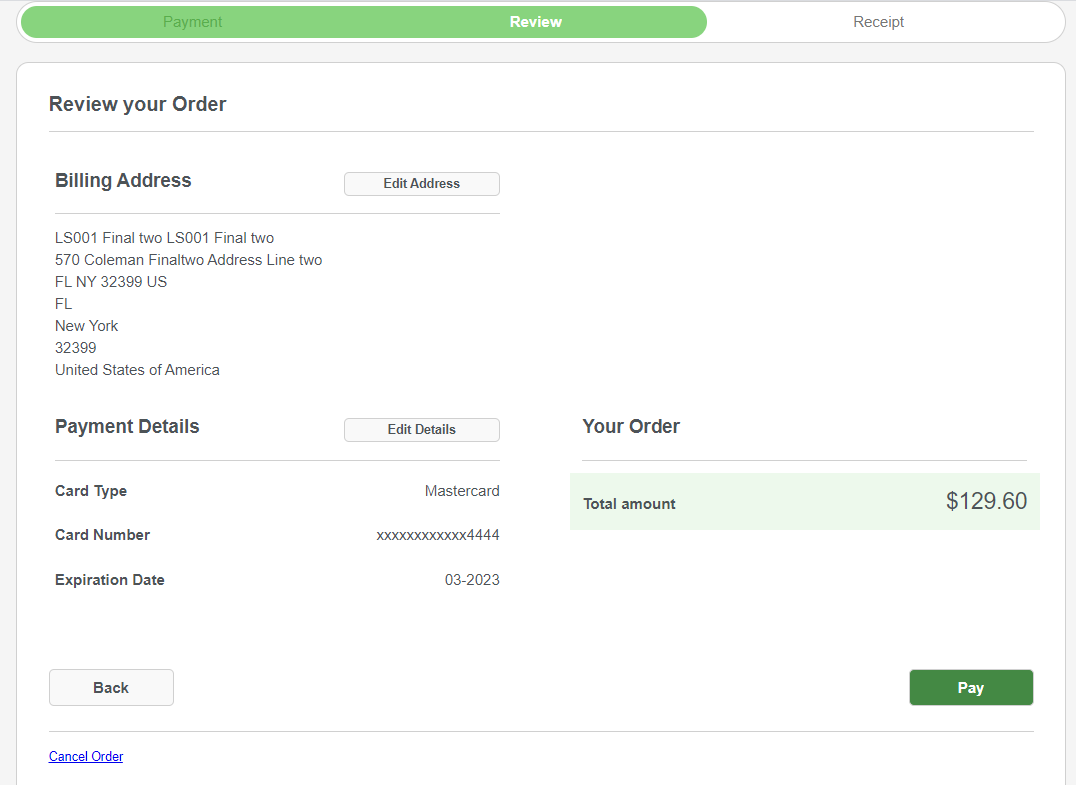 Payment Review Receipt
Review your Order
Billing Address Edit Address
LS001 Final two LS001 Final two
570 Coleman Finaltwo Address Line two
FL NY 32399 US
FL
New York
32399
United States of America
Payment Details Edit Details
Card Type Mastercard
Card Number xxxxxxxxxxxx4444
Expiration Date 03-2023
Your Order
Total amount $129.60
Back Pay
Cancel Order